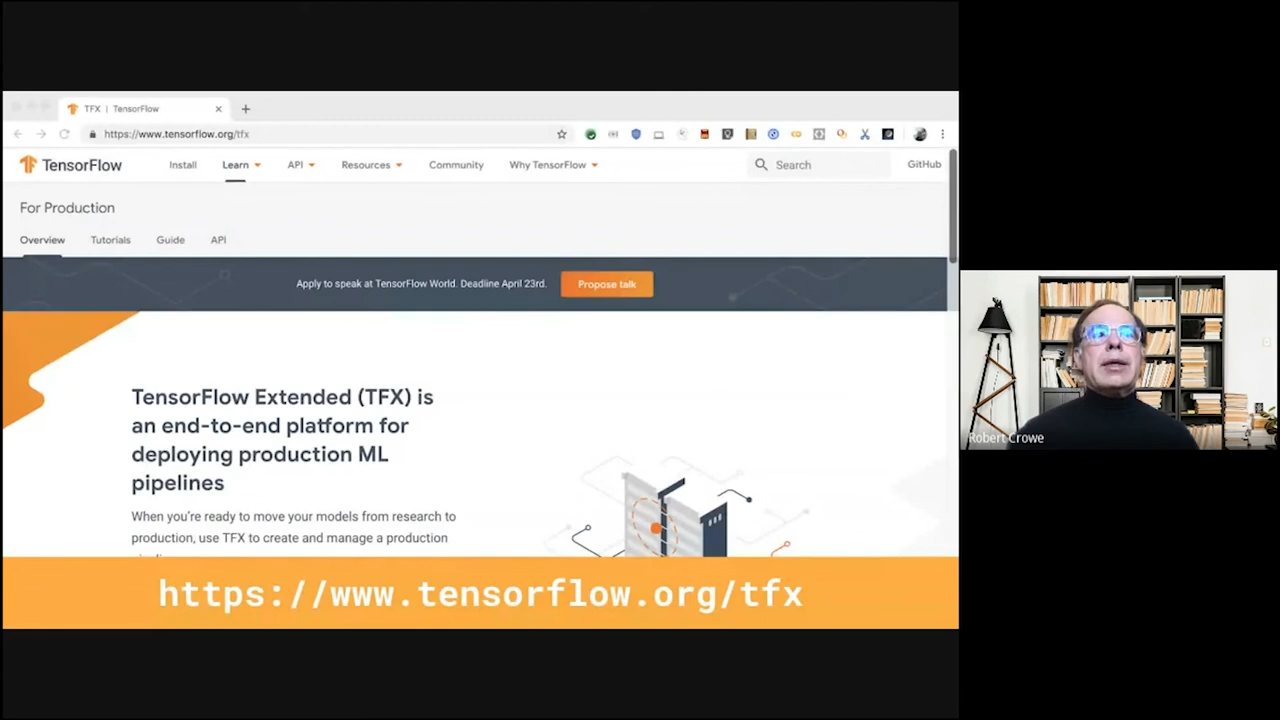 TFX | TensorFlow
https://www.tensorflow.org/tfx
TensorFlow
Install
Learn
API
Resources
Community
Why TensorFlow
Search
GitHub
For Production
Overview
Tutorials
Guide
API
Apply to speak at TensorFlow World. Deadline April 23rd.
Propose talk
TensorFlow Extended (TFX) is
an end-to-end platform for
deploying production ML
pipelines
When you're ready to move your models from research to
production, use TFX to create and manage a production
https://www.tensorflow.org/tfx
Robert Crowe